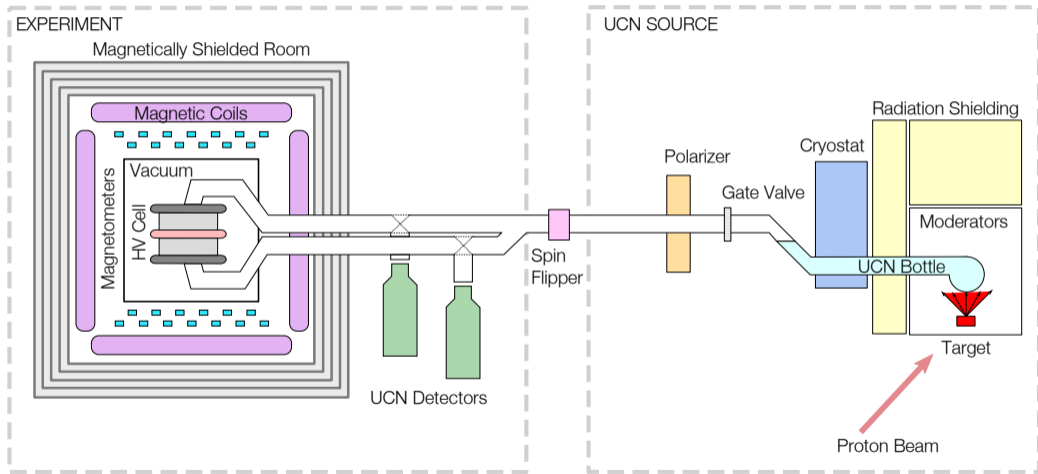 EXPERIMENT
Magnetically Shielded Room
Magnetic Coils
Vacuum
Magnetometers
HV Cell
UCN Detectors
Spin
Flipper
UCN SOURCE
Polarizer
Gate Valve
Cryostat
Radiation Shielding
Moderators
UCN Bottle
Target
Proton Beam